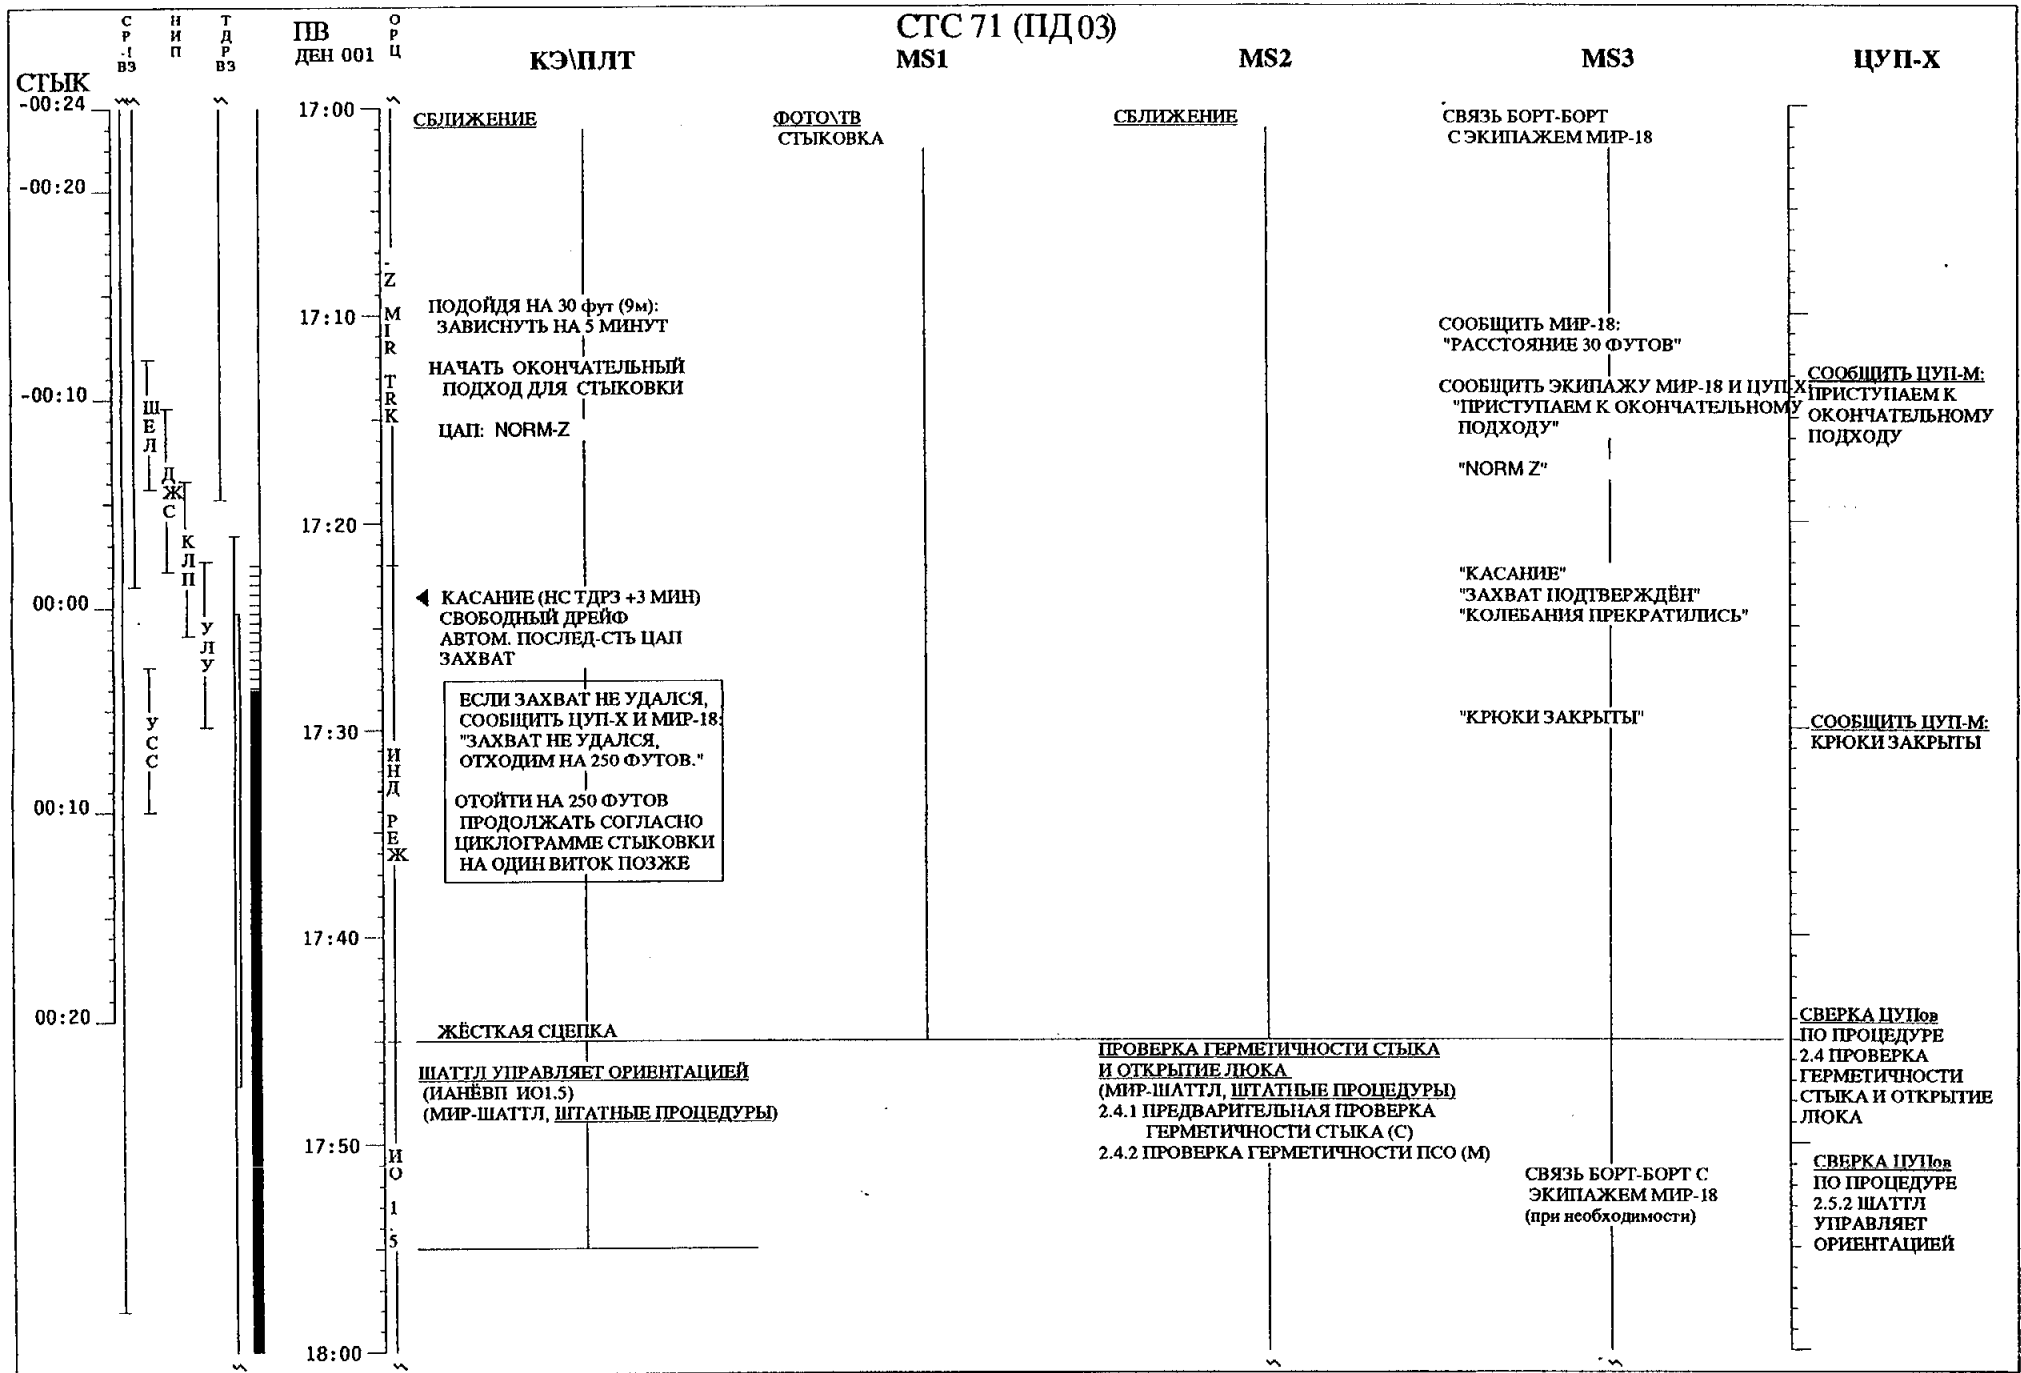 СТС 71 (ПД 03)
СР-1 ВЗ
НИП
ТДРВЗ
ПВ
ДЕН 001
ОРЦ
КЭ\ПЛТ
MS1
MS2
MS3
ЦУП-Х
СТЫК
-00:24
-00:20
-00:10
00:00
00:10
00:20
ШЕЛ
ДЖС
КЛП
УЛУ
УСС
17:00
17:10
17:20
17:30
17:40
17:50
18:00
-Z MIR TRK
ИНД РЕЖ
ИО 1.5
СБЛИЖЕНИЕ
ПОДОЙДЯ НА 30 фут (9м):
ЗАВИСНУТЬ НА 5 МИНУТ
НАЧАТЬ ОКОНЧАТЕЛЬНЫЙ
ПОДХОД ДЛЯ СТЫКОВКИ
ЦАП: NORM-Z
КАСАНИЕ (НС ТДРЗ +3 МИН)
СВОБОДНЫЙ ДРЕЙФ
АВТОМ. ПОСЛЕД-СТЬ ЦАП
ЗАХВАТ
ЕСЛИ ЗАХВАТ НЕ УДАЛСЯ,
СООБЩИТЬ ЦУП-Х И МИР-18:
"ЗАХВАТ НЕ УДАЛСЯ,
ОТХОДИМ НА 250 ФУТОВ."
ОТОЙТИ НА 250 ФУТОВ
ПРОДОЛЖАТЬ СОГЛАСНО
ЦИКЛОГРАММЕ СТЫКОВКИ
НА ОДИН ВИТОК ПОЗЖЕ
ЖЁСТКАЯ СЦЕПКА
ШАТТЛ УПРАВЛЯЕТ ОРИЕНТАЦИЕЙ
(ИАНЁВП ИО1.5)
(МИР-ШАТТЛ, ШТАТНЫЕ ПРОЦЕДУРЫ)
ФОТО\ТВ
СТЫКОВКА
СБЛИЖЕНИЕ
ПРОВЕРКА ГЕРМЕТИЧНОСТИ СТЫКА
И ОТКРЫТИЕ ЛЮКА
(МИР-ШАТТЛ, ШТАТНЫЕ ПРОЦЕДУРЫ)
2.4.1 ПРЕДВАРИТЕЛЬНАЯ ПРОВЕРКА
ГЕРМЕТИЧНОСТИ СТЫКА (С)
2.4.2 ПРОВЕРКА ГЕРМЕТИЧНОСТИ ПСО (М)
СВЯЗЬ БОРТ-БОРТ
С ЭКИПАЖЕМ МИР-18
СООБЩИТЬ МИР-18:
"РАССТОЯНИЕ 30 ФУТОВ"
СООБЩИТЬ ЭКИПАЖУ МИР-18 И ЦУП-Х:
"ПРИСТУПАЕМ К ОКОНЧАТЕЛЬНОМУ
ПОДХОДУ"
"NORM Z"
"КАСАНИЕ"
"ЗАХВАТ ПОДТВЕРЖДЁН"
"КОЛЕБАНИЯ ПРЕКРАТИЛИСЬ"
"КРЮКИ ЗАКРЫТЫ"
СВЯЗЬ БОРТ-БОРТ С
ЭКИПАЖЕМ МИР-18
(при необходимости)
СООБЩИТЬ ЦУП-М:
ПРИСТУПАЕМ К
ОКОНЧАТЕЛЬНОМУ
ПОДХОДУ
СООБЩИТЬ ЦУП-М:
КРЮКИ ЗАКРЫТЫ
СВЕРКА ЦУПов
ПО ПРОЦЕДУРЕ
2.4 ПРОВЕРКА
ГЕРМЕТИЧНОСТИ
СТЫКА И ОТКРЫТИЕ
ЛЮКА
СВЕРКА ЦУПов
ПО ПРОЦЕДУРЕ
2.5.2 ШАТТЛ
УПРАВЛЯЕТ
ОРИЕНТАЦИЕЙ